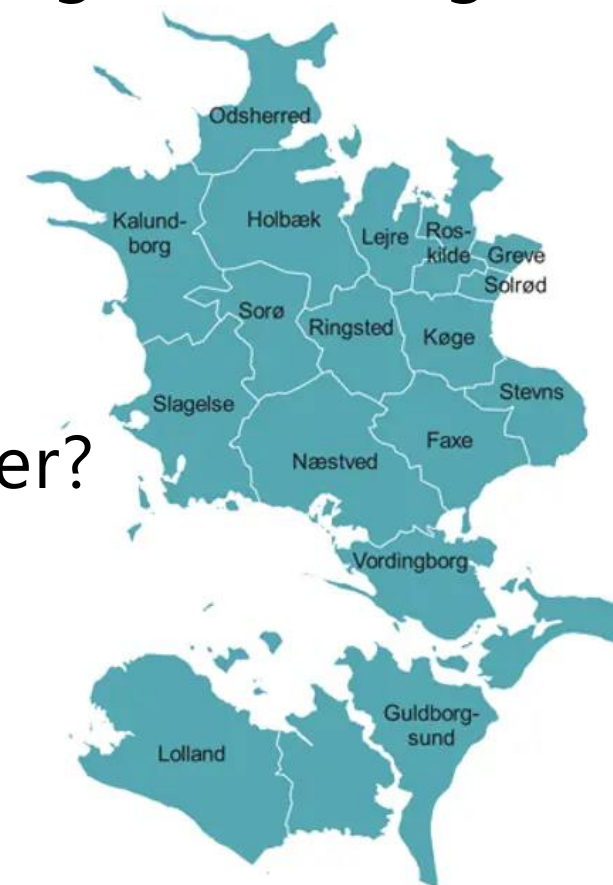 Odsherred
Kalund-
borg
Holbæk
Lejre
Ros-
kilde
Greve
Solrød
Sorø
Ringsted
Køge
Slagelse
Stevns
er?
Næstved
Faxe
Vordingborg
Guldborg-
sund
Lolland